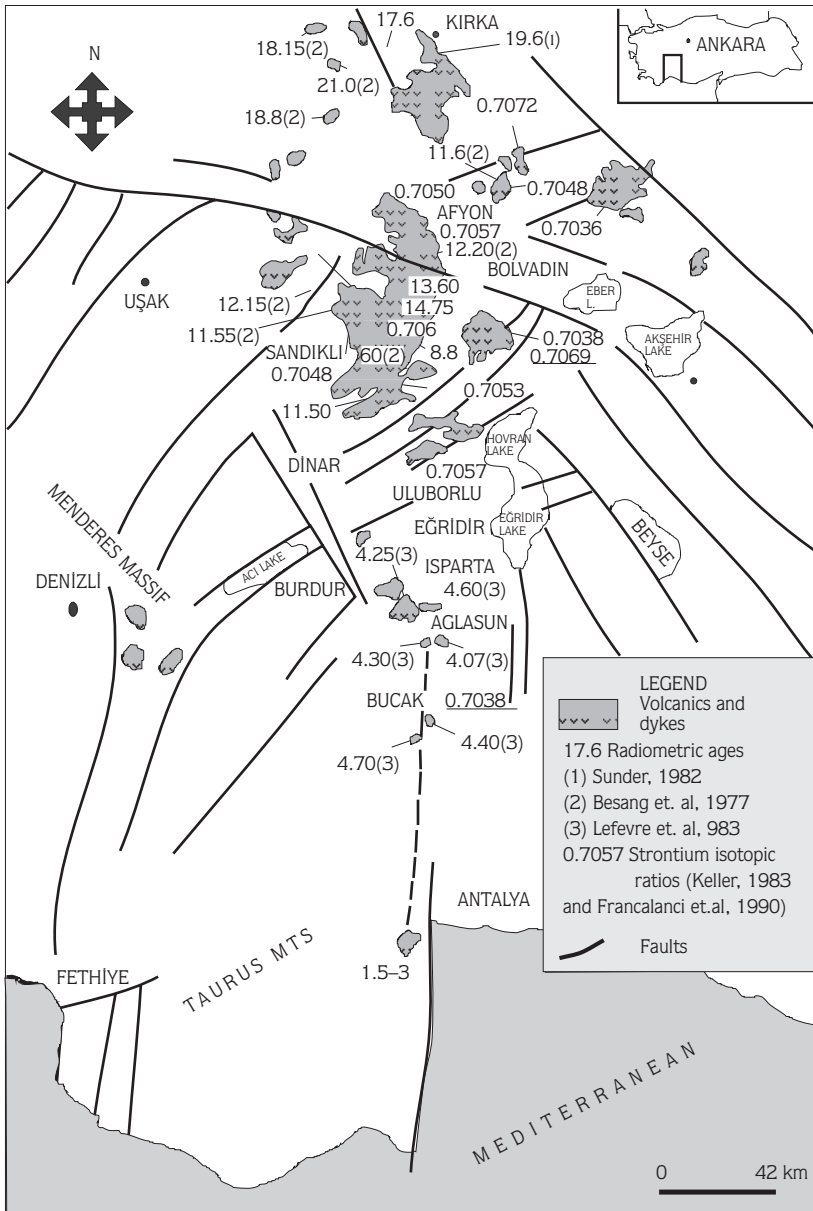 N
18.15(2)
17.6
KIRKA
19.6(1)
ANKARA
21.0(2)
18.8(2)
0.7072
11.6(2)
0.7050
0.7048
AFYON
0.7057
0.7036
12.20(2)
BOLVADIN
UŞAK
13.60
EBER
L.
12.15(2)
14.75
11.55(2)
0.706
0.7038
AKŞEHİR
LAKE
SANDIKLI
60(2)
8.8
0.7069
0.7048
0.7053
11.50
HOVRAN
LAKE
DİNAR
0.7057
ULUBORLU
MENDERES MASSIF
EĞRİDİR
EĞRİDİR
LAKE
BEYSE
4.25(3)
ACI LAKE
ISPARTA
DENİZLİ
BURDUR
4.60(3)
AGLASUN
4.30(3)
4.07(3)
BUCAK
0.7038
4.40(3)
4.70(3)
LEGEND
Volcanics and
dykes
17.6 Radiometric ages
(1) Sunder, 1982
(2) Besang et. al, 1977
(3) Lefevre et. al, 983
0.7057 Strontium isotopic
ratios (Keller, 1983
and Francalanci et.al, 1990)
Faults
ANTALYA
TAURUS MTS
FETHİYE
1.5–3
MEDITERRANEAN
0 42 km